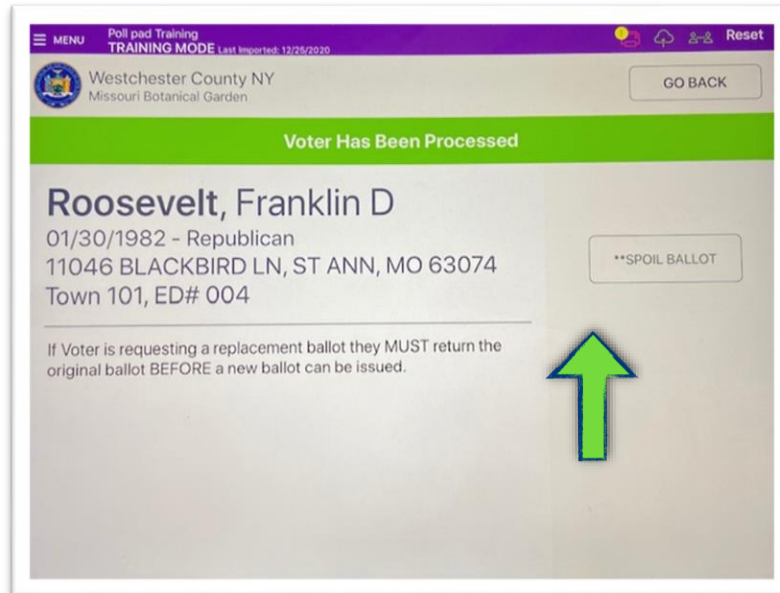 MENU
Poll pad Training
TRAINING MODE Last Imported: 12/25/2020
Reset
Westchester County NY
Missouri Botanical Garden
GO BACK
Voter Has Been Processed
Roosevelt, Franklin D
01/30/1982 - Republican
11046 BLACKBIRD LN, ST ANN, MO 63074
Town 101, ED# 004
**SPOIL BALLOT
If Voter is requesting a replacement ballot they MUST return the
original ballot BEFORE a new ballot can be issued.